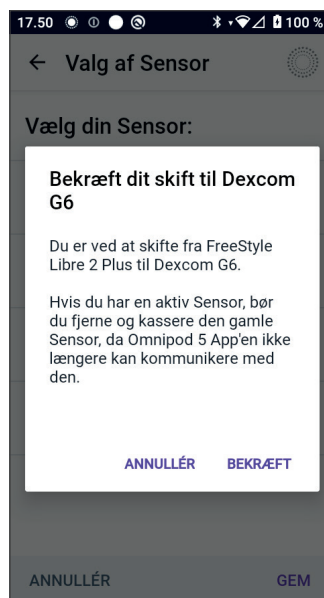 17.50 100 %
Valg af Sensor
Vælg din Sensor:
Bekræft dit skift til Dexcom
G6
Du er ved at skifte fra FreeStyle
Libre 2 Plus til Dexcom G6.
Hvis du har en aktiv Sensor, bør
du fjerne og kassere den gamle
Sensor, da Omnipod 5 App'en ikke
længere kan kommunikere med
den.
ANNULLÉR BEKRÆFT
ANNULLÉR GEM